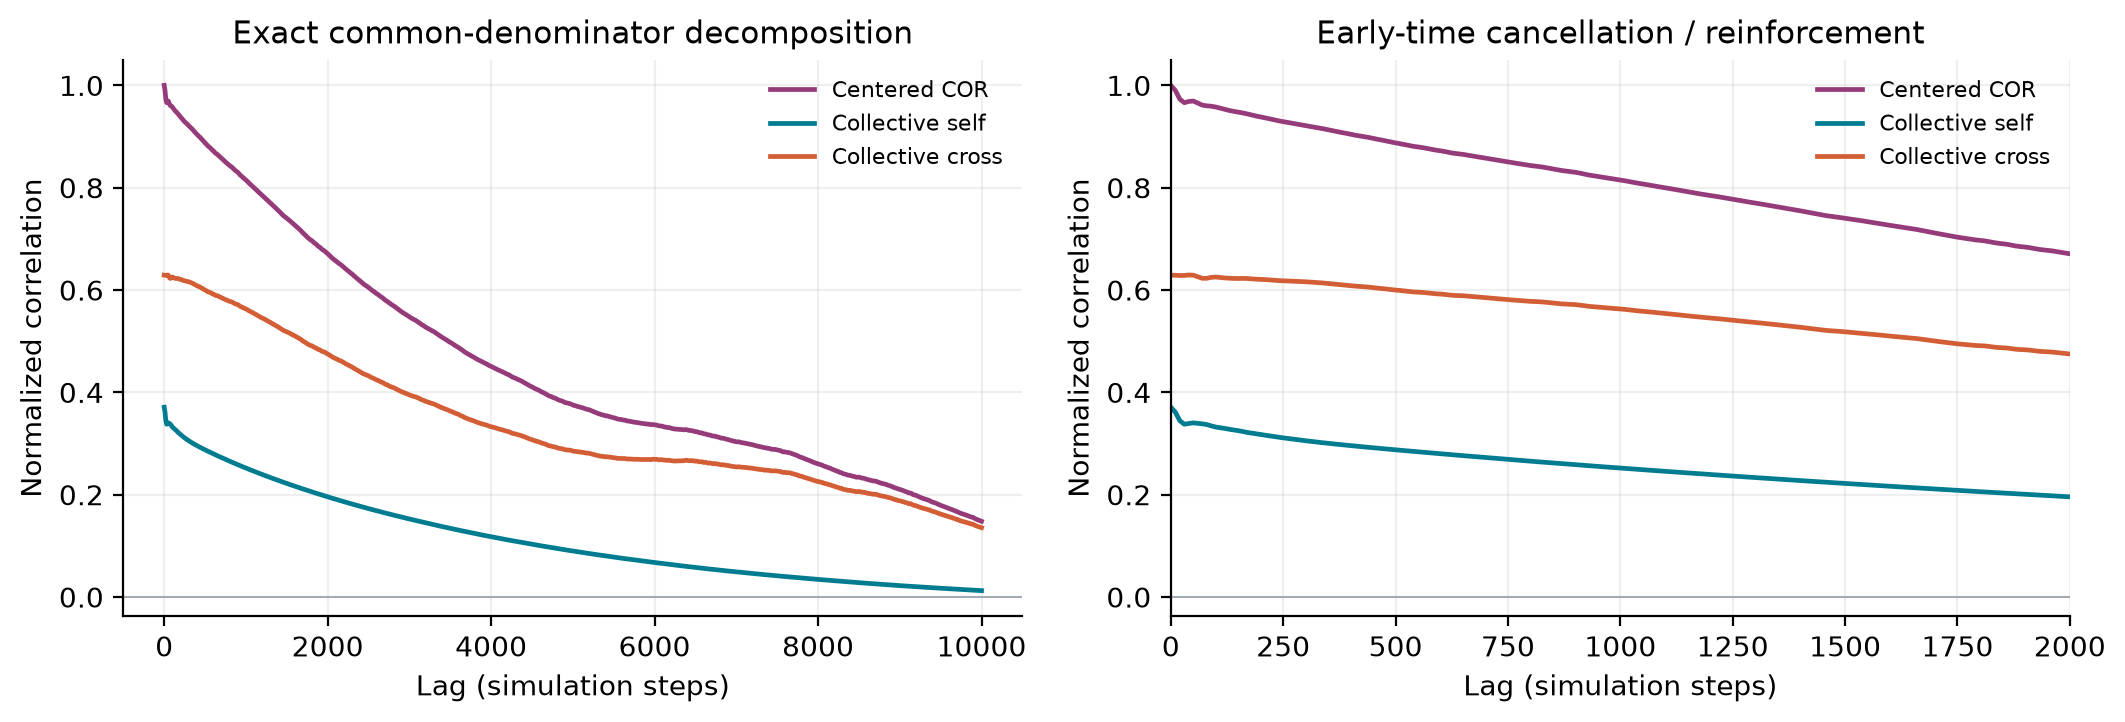 Exact common-denominator decomposition
Normalized correlation
1.0
0.8
0.6
0.4
0.2
0.0
Centered COR
Collective self
Collective cross
0 2000 4000 6000 8000 10000
Lag (simulation steps)
Early-time cancellation / reinforcement
Normalized correlation
1.0
0.8
0.6
0.4
0.2
0.0
Centered COR
Collective self
Collective cross
0 250 500 750 1000 1250 1500 1750 2000
Lag (simulation steps)